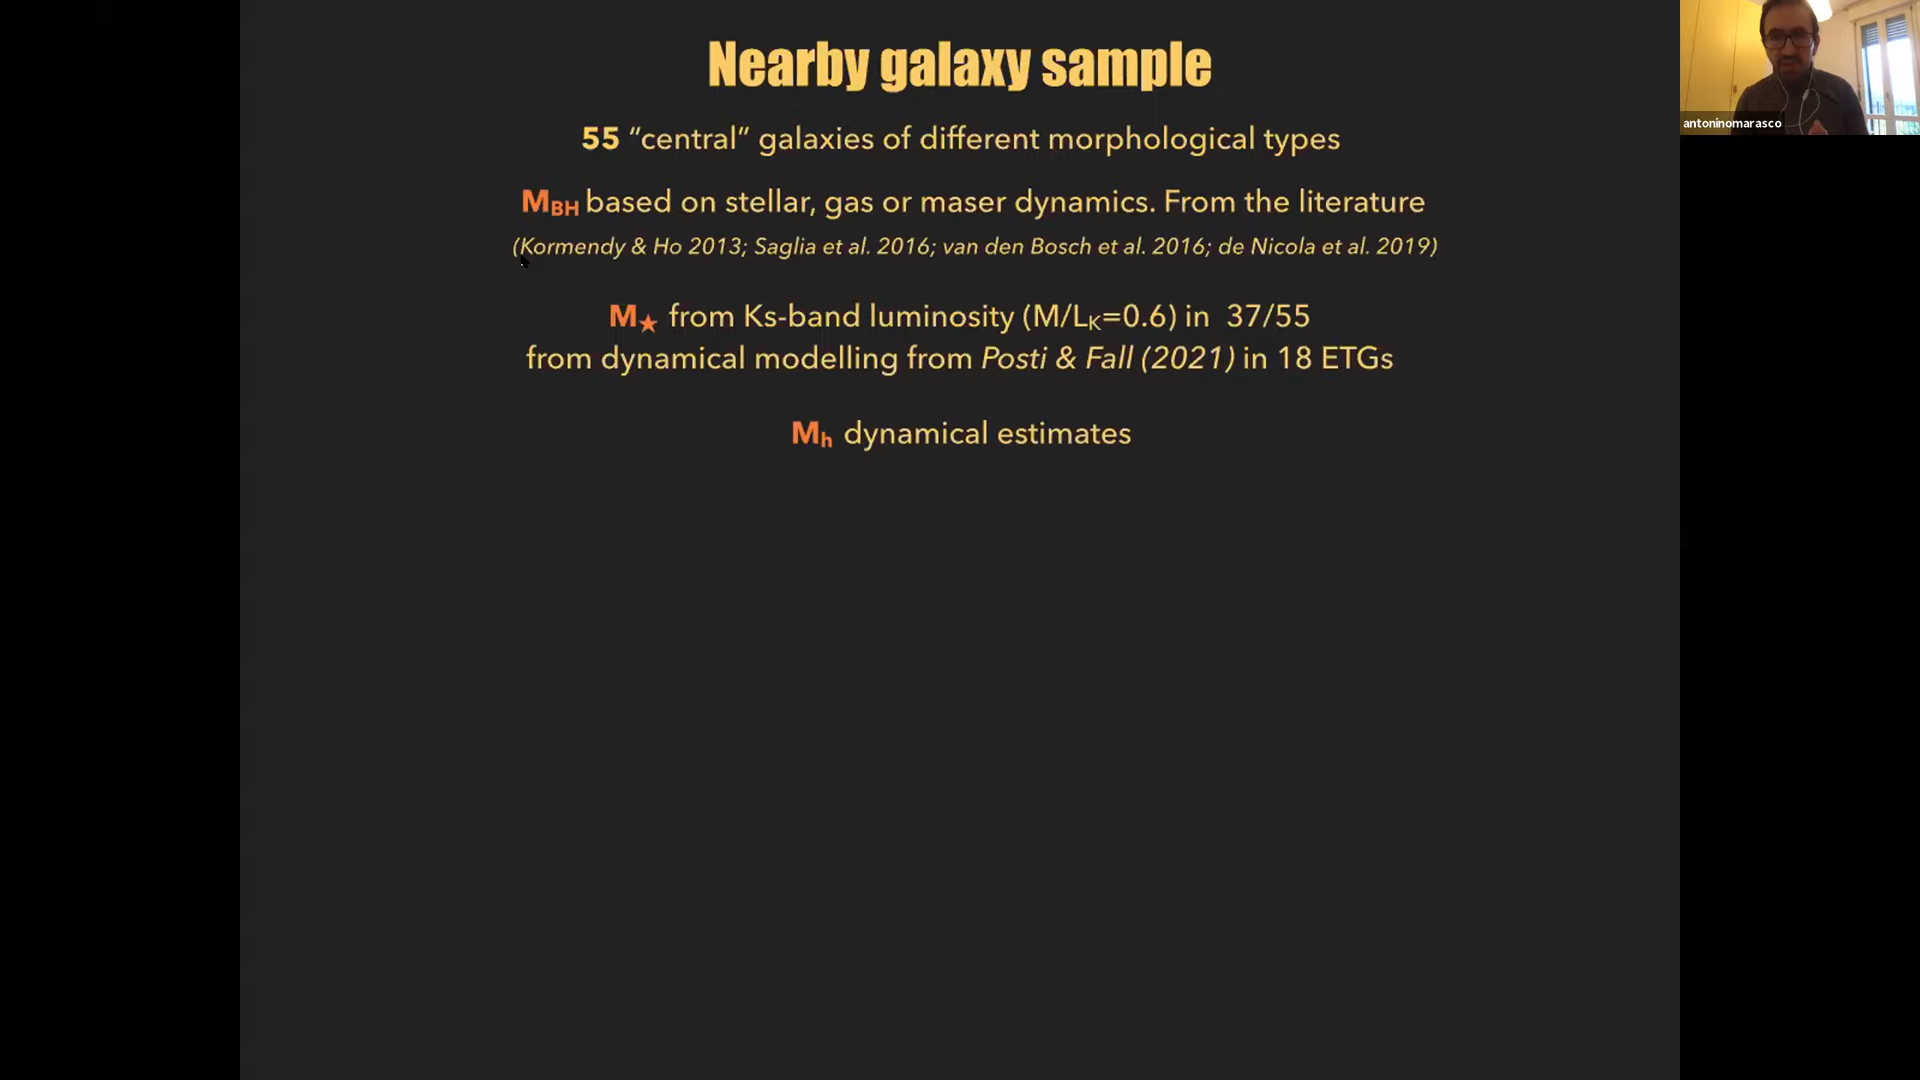 Nearby galaxy sample
antoninomarasco
55 “central” galaxies of different morphological types
MBH based on stellar, gas or maser dynamics. From the literature
(Kormendy & Ho 2013; Saglia et al. 2016; van den Bosch et al. 2016; de Nicola et al. 2019)
M★ from Ks-band luminosity (M/LK=0.6) in 37/55
from dynamical modelling from Posti & Fall (2021) in 18 ETGs
Mh dynamical estimates